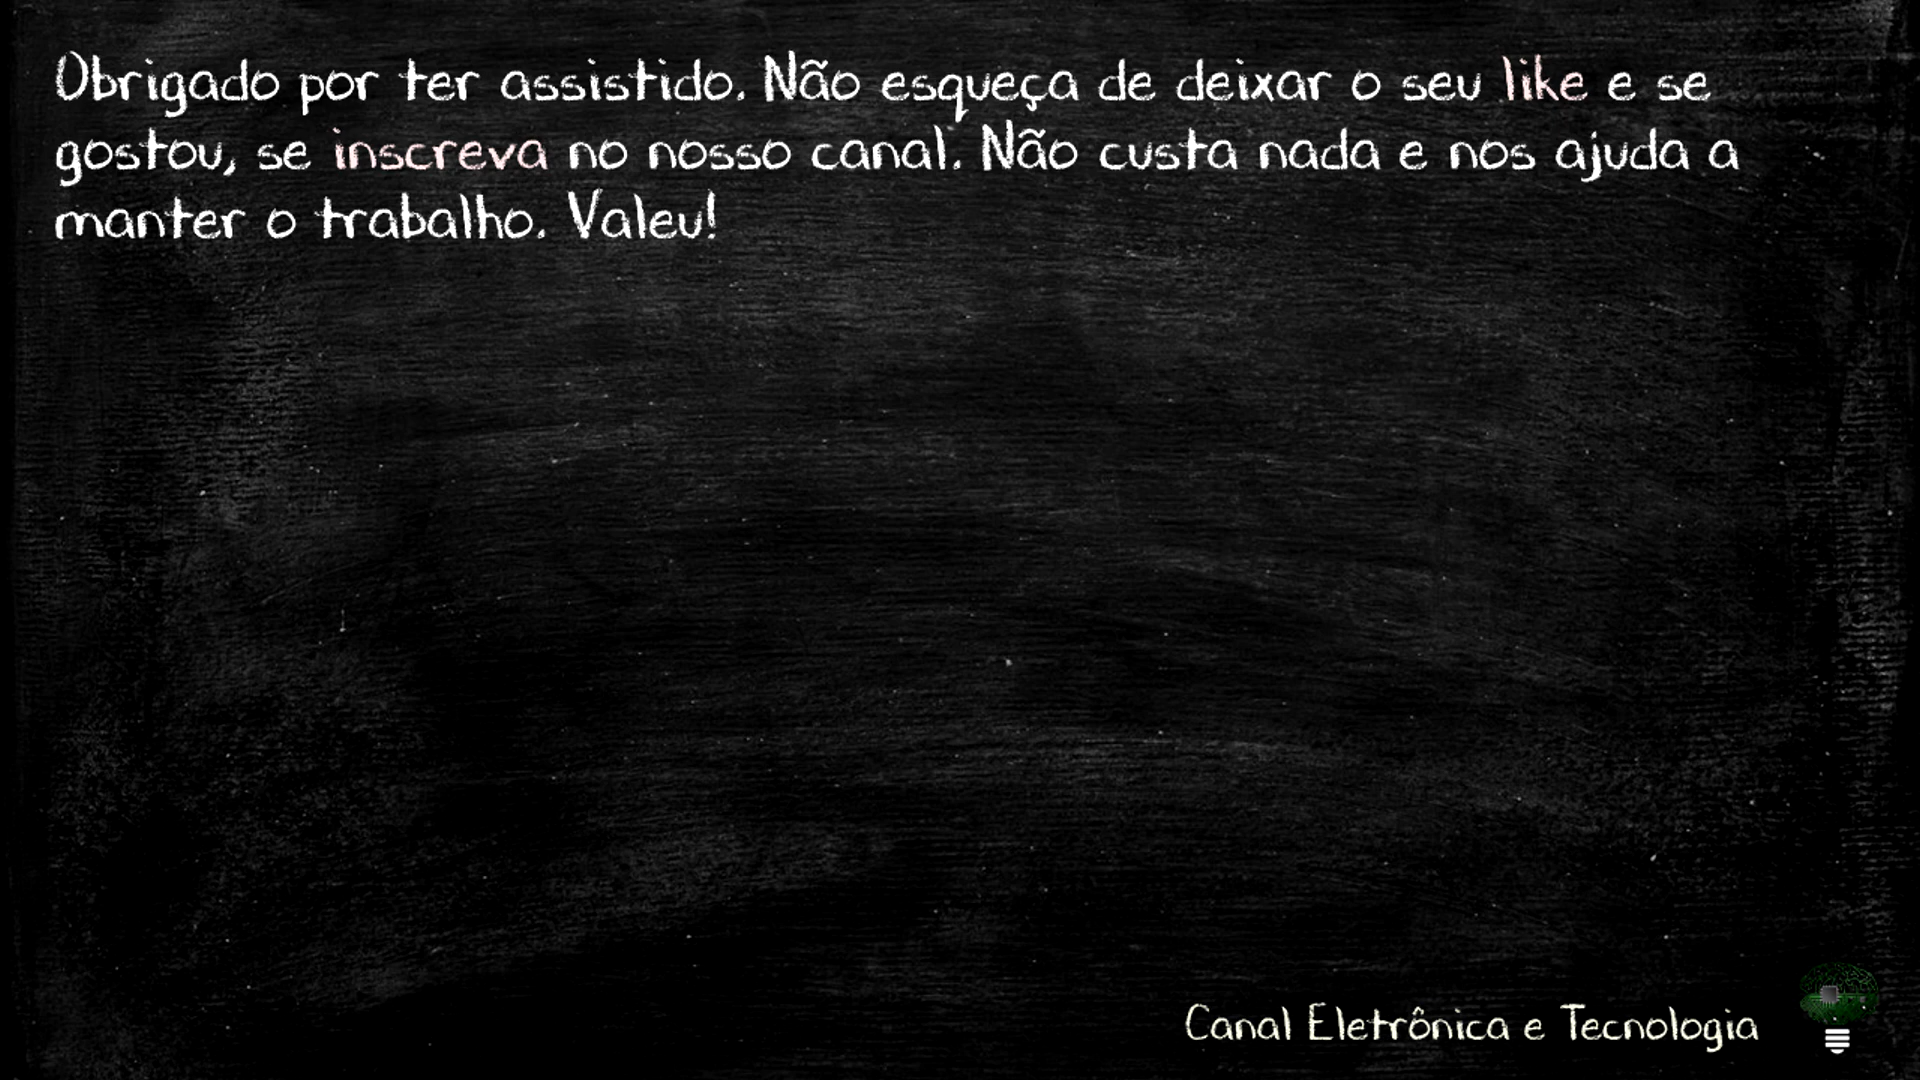 Obrigado por ter assistido. Não esqueça de deixar o seu like e se
gostou, se inscreva no nosso canal. Não custa nada e nos ajuda a
manter o trabalho. Valeu!
Canal Eletrônica e Tecnologia